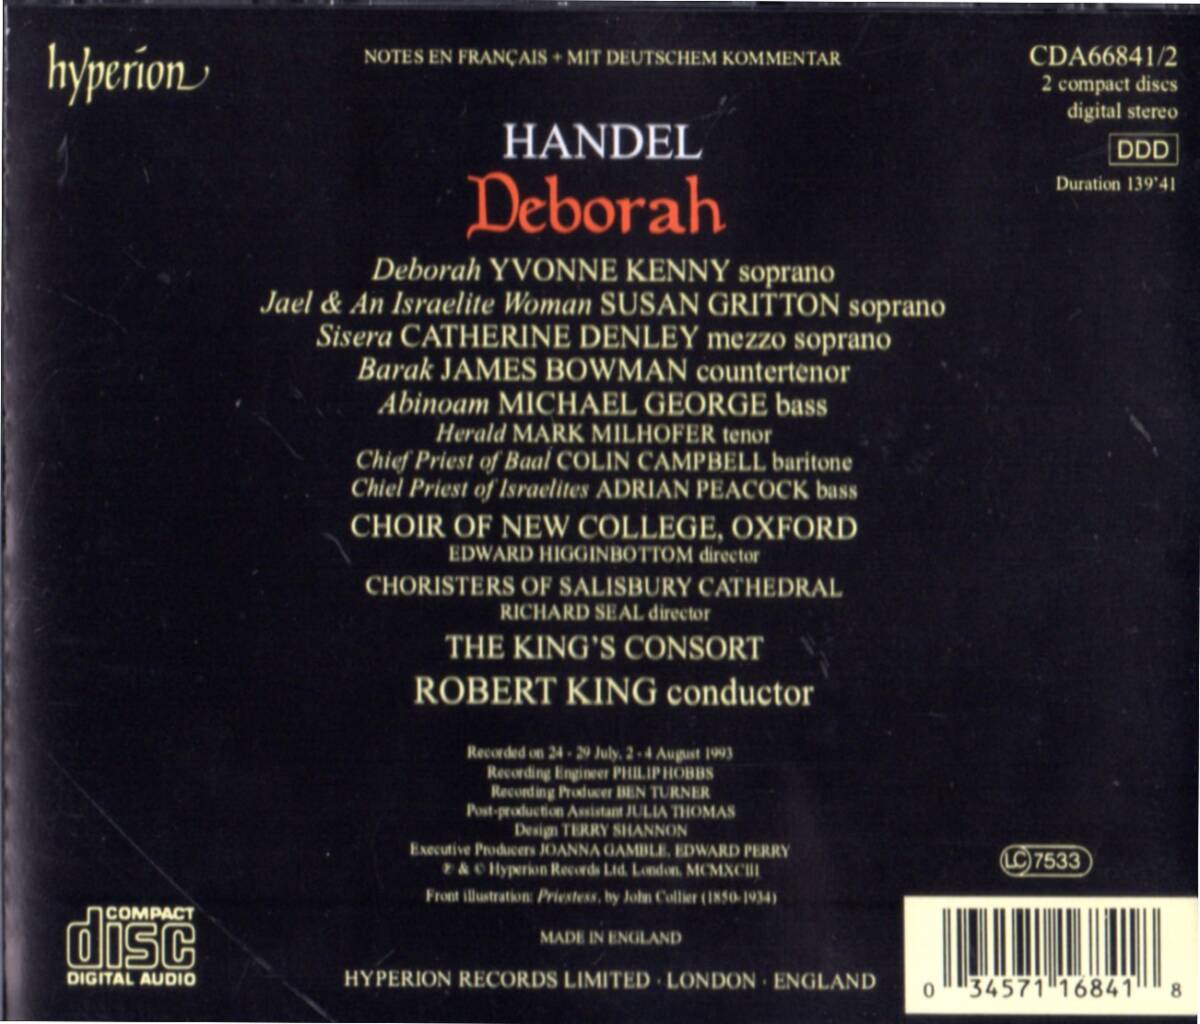 hyperion
NOTES EN FRANÇAIS + MIT DEUTSCHEM KOMMENTAR
CDA66841/2
2 compact discs
digital stereo
DDD
Duration 139'41
HANDEL
Deborah
Deborah YVONNE KENNY soprano
Jael & An Israelite Woman SUSAN GRITTON soprano
Sisera CATHERINE DENLEY mezzo soprano
Barak JAMES BOWMAN countertenor
Abinoam MICHAEL GEORGE bass
Herald MARK MILHOFER tenor
Chief Priest of Baal COLIN CAMPBELL baritone
Chief Priest of Israelites ADRIAN PEACOCK bass
CHOIR OF NEW COLLEGE, OXFORD
EDWARD HIGGINBOTTOM director
CHORISTERS OF SALISBURY CATHEDRAL
RICHARD SEAL director
THE KING'S CONSORT
ROBERT KING conductor
Recorded on 24 - 29 July, 2 - 4 August 1993
Recording Engineer PHILIP HOBBS
Recording Producer BEN TURNER
Post-production Assistant JULIA THOMAS
Design TERRY SHANNON
Executive Producers JOANNA GAMBLE, EDWARD PERRY
℗ & © Hyperion Records Ltd, London, MCMXCIII
Front illustration: Priestess, by John Collier (1850-1934)
MADE IN ENGLAND
HYPERION RECORDS LIMITED · LONDON · ENGLAND
COMPACT
disc
DIGITAL AUDIO
LC 7533
0 34571 16841 8